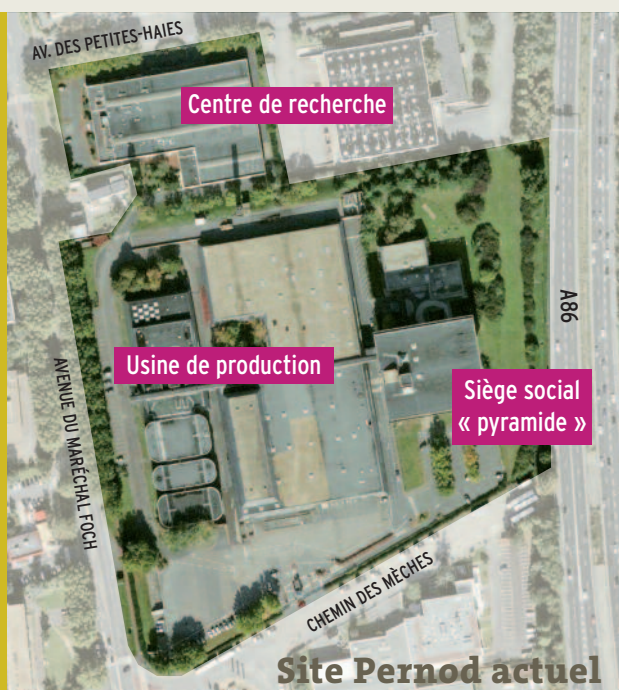 AV. DES PETITES-HAIES
Centre de recherche
A86
Usine de production
Siège social
« pyramide »
AVENUE DU MARÉCHAL FOCH
CHEMIN DES MÈCHES
Site Pernod actuel